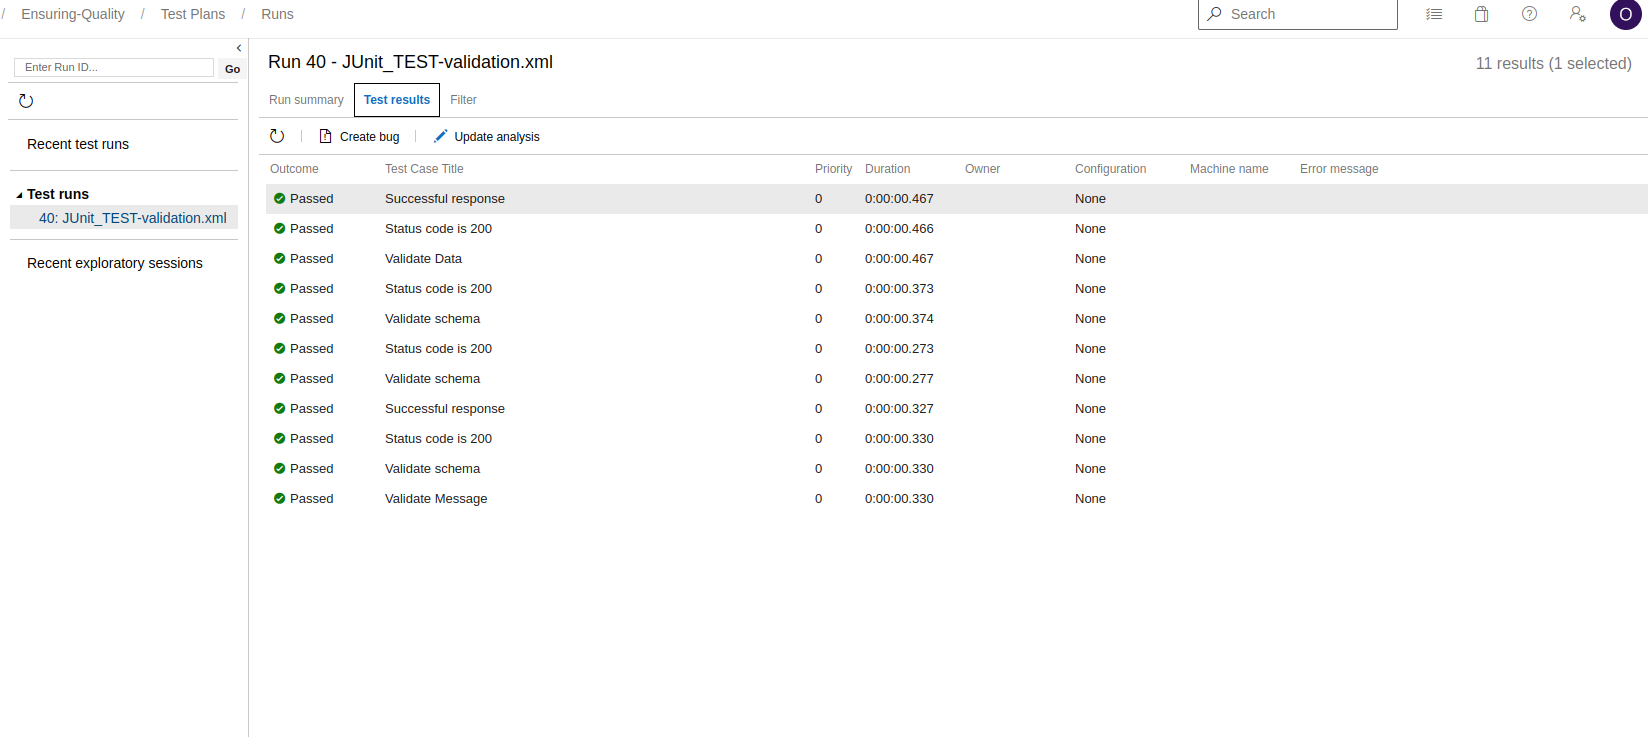 / Ensuring-Quality / Test Plans / Runs
Search
O
Enter Run ID...
Go
Recent test runs
Test runs
40: JUnit_TEST-validation.xml
Recent exploratory sessions
Run 40 - JUnit_TEST-validation.xml
11 results (1 selected)
Run summary Test results Filter
Create bug Update analysis
Outcome Test Case Title Priority Duration Owner Configuration Machine name Error message
Passed Successful response 0 0:00:00.467 None
Passed Status code is 200 0 0:00:00.466 None
Passed Validate Data 0 0:00:00.467 None
Passed Status code is 200 0 0:00:00.373 None
Passed Validate schema 0 0:00:00.374 None
Passed Status code is 200 0 0:00:00.273 None
Passed Validate schema 0 0:00:00.277 None
Passed Successful response 0 0:00:00.327 None
Passed Status code is 200 0 0:00:00.330 None
Passed Validate schema 0 0:00:00.330 None
Passed Validate Message 0 0:00:00.330 None